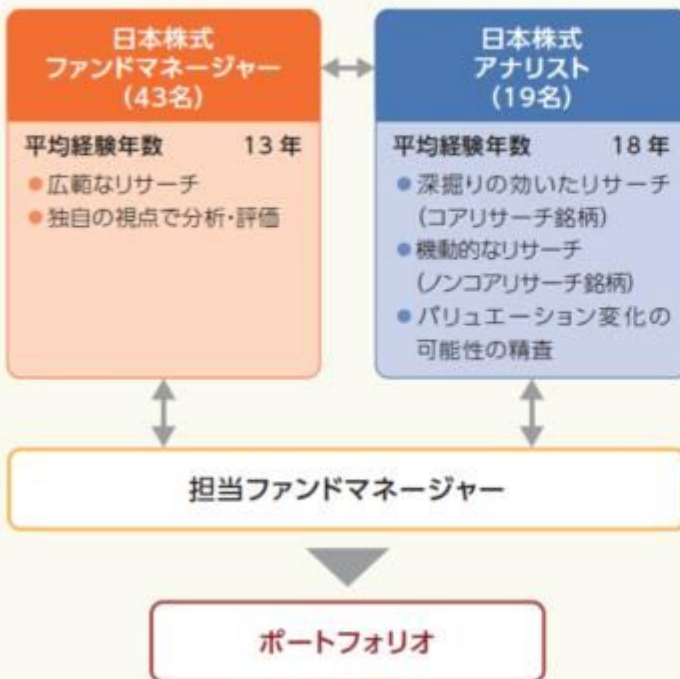 日本株式
ファンドマネージャー
(43名)
平均経験年数 13年
●広範なリサーチ
●独自の視点で分析・評価
日本株式
アナリスト
(19名)
平均経験年数 18年
●深掘りの効いたリサーチ
(コアリサーチ銘柄)
●機動的なリサーチ
(ノンコアリサーチ銘柄)
●バリュエーション変化の
可能性の精査
担当ファンドマネージャー
ポートフォリオ